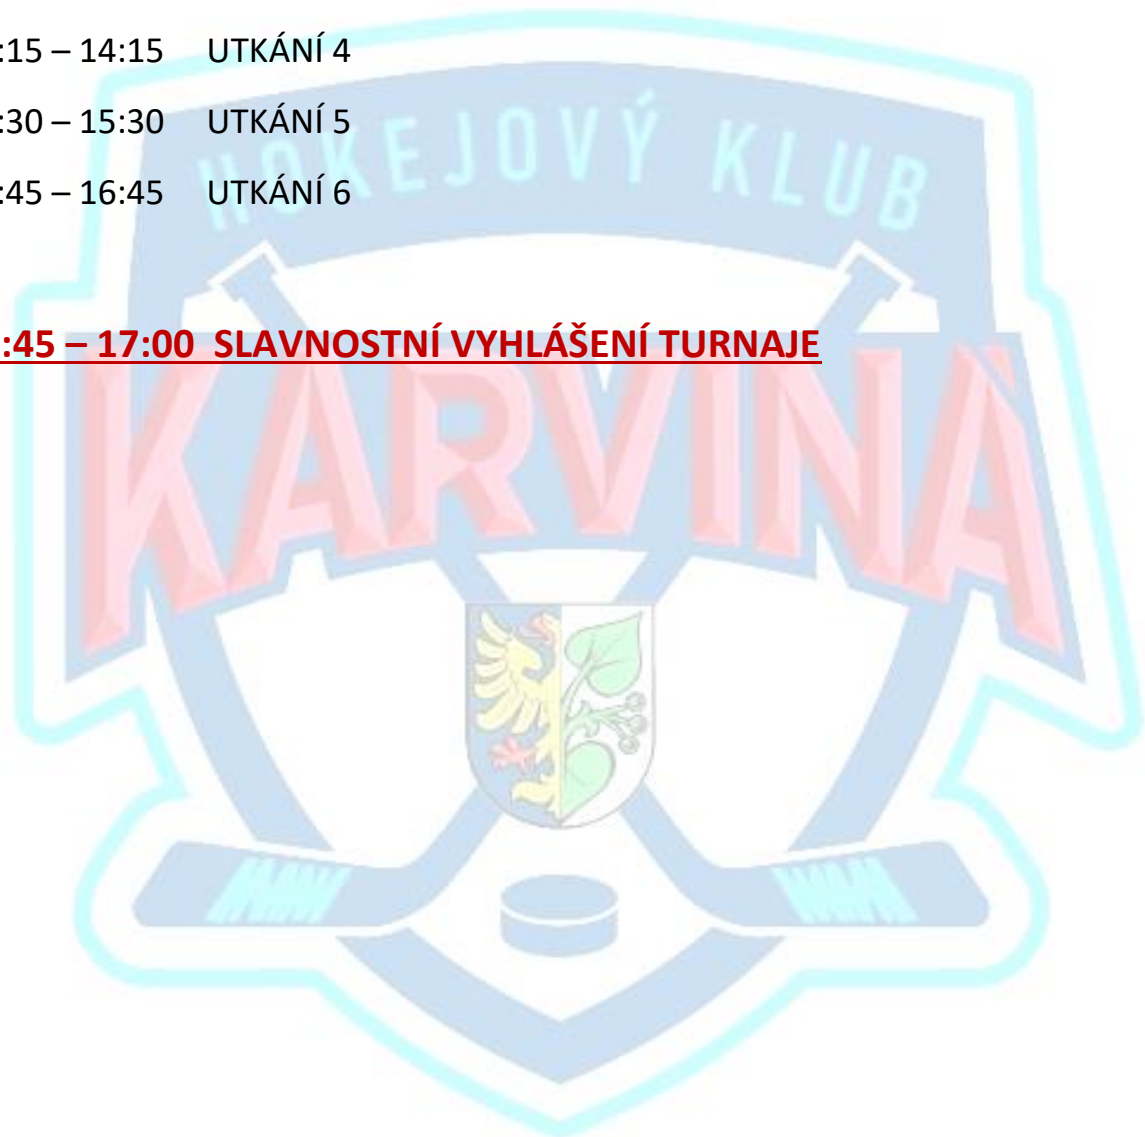 :15 – 14:15 UTKÁNÍ 4
:30 – 15:30 UTKÁNÍ 5
:45 – 16:45 UTKÁNÍ 6
HOKEJOVÝ KLUB
:45 – 17:00 SLAVNOSTNÍ VYHLÁŠENÍ TURNAJE
KARVINÁ